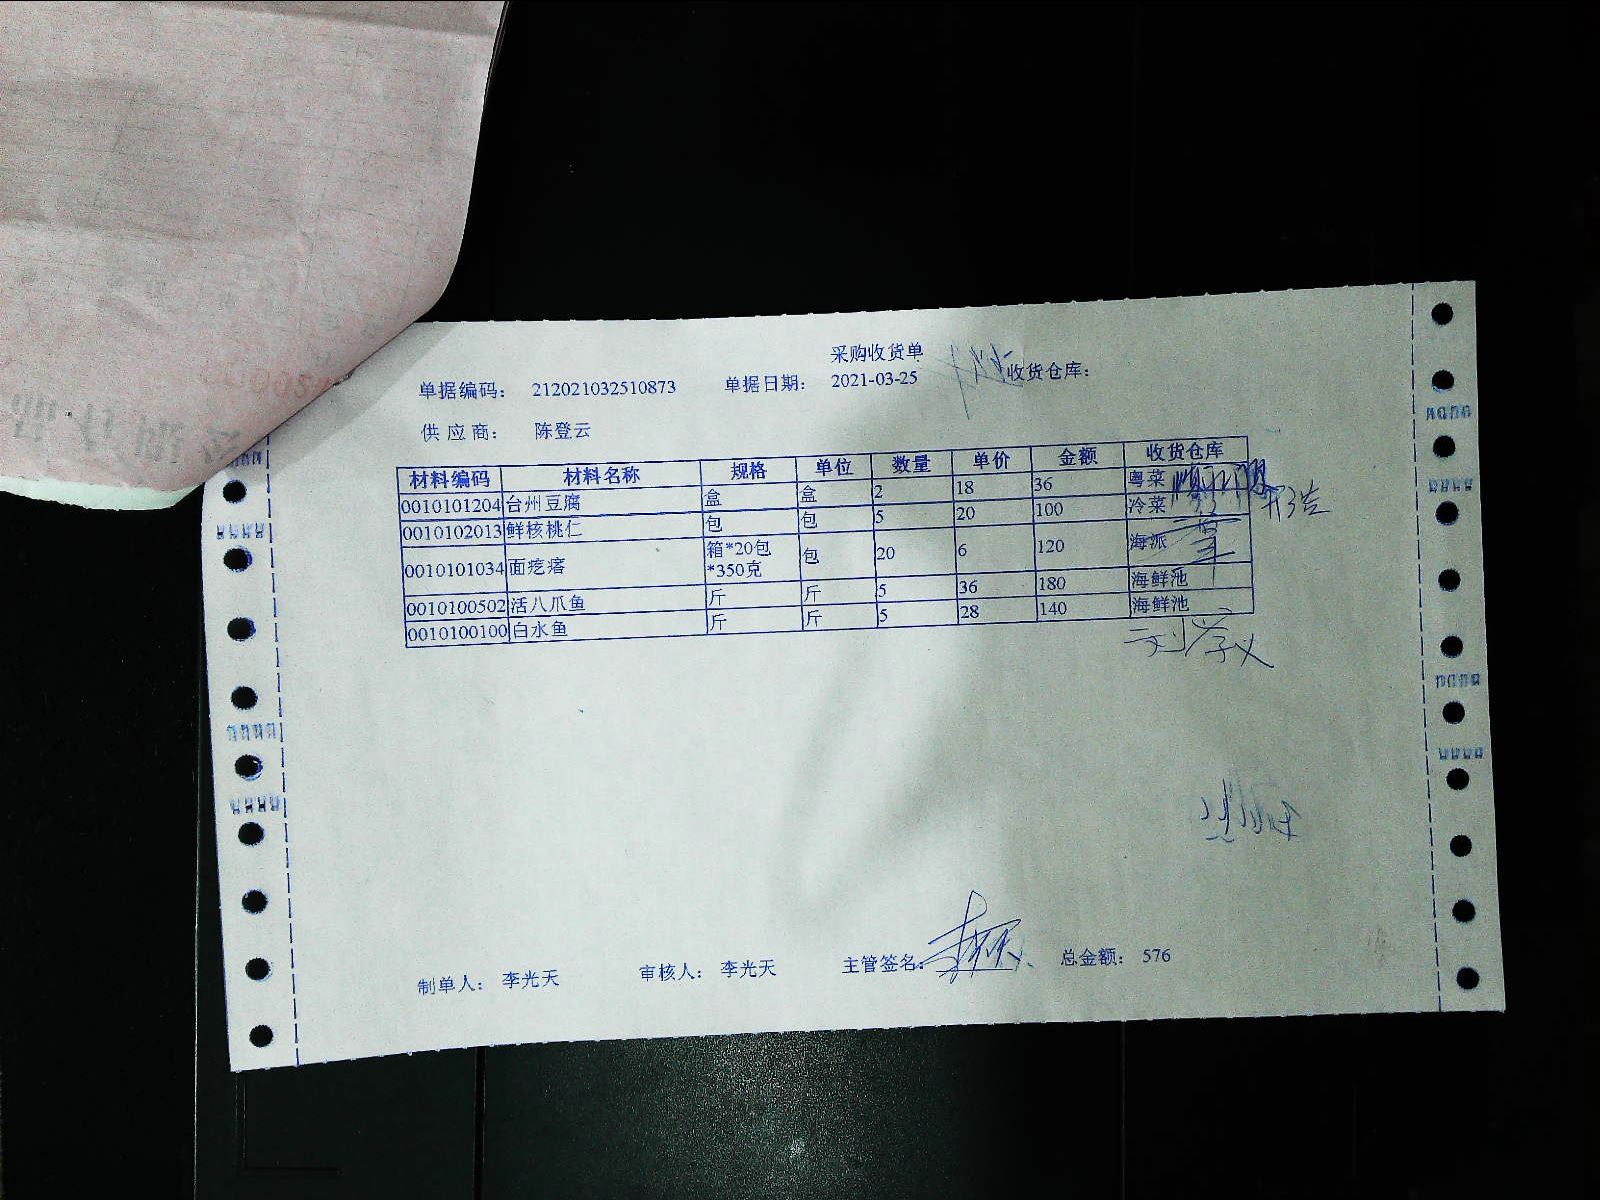 采购收货单
单据编码： 212021032510873 单据日期： 2021-03-25 收货仓库：
供应商： 陈登云
材料编码 材料名称 规格 单位 数量 单价 金额 收货仓库
0010101204 台州豆腐 盒 盒 2 18 36 粤菜
0010102013 鲜核桃仁 包 包 5 20 100 冷菜
0010101034 面疙瘩 箱*20包*350克 包 20 6 120 海派
0010100502 活八爪鱼 斤 斤 5 36 180 海鲜池
0010100100 白水鱼 斤 斤 5 28 140 海鲜池
制单人： 李光天 审核人： 李光天 主管签名： 总金额： 576